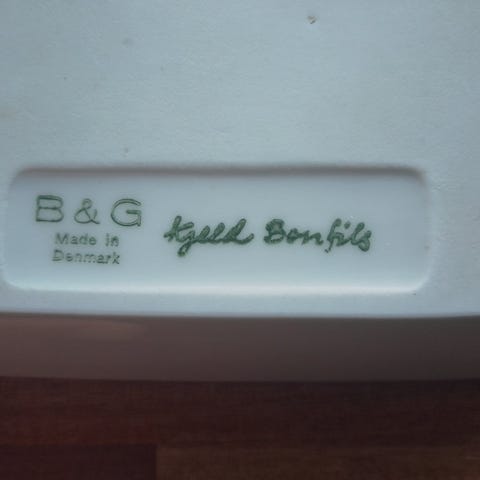 B & G
Made in
Denmark
Kjeld Bonfils